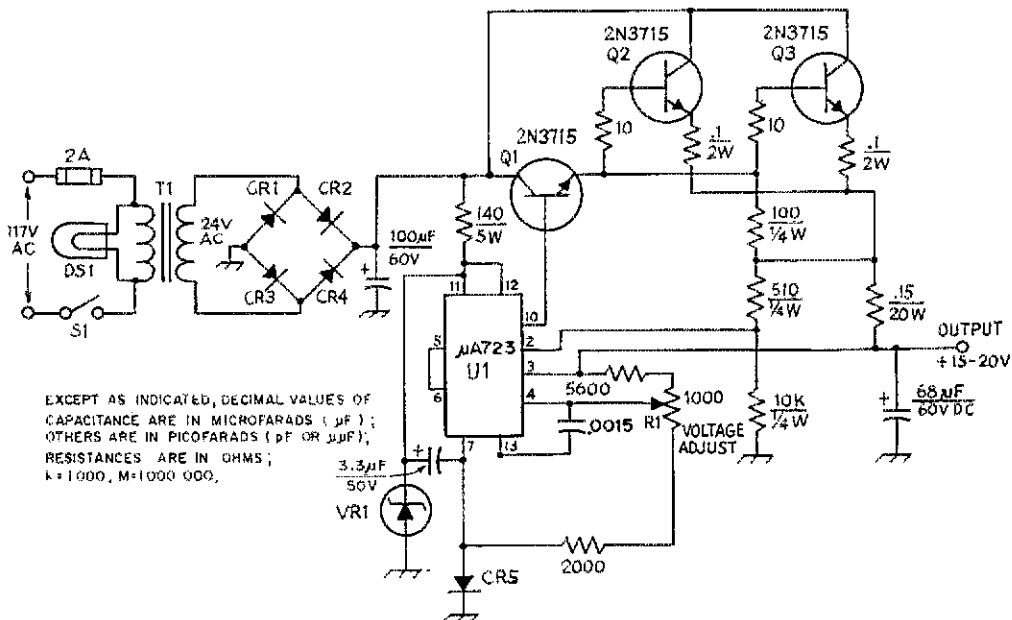 2N3715
Q2
2N3715
Q3
10
.1
2W
10
.1
2W
2N3715
Q1
2A
T1
117V
AC
DS1
S1
24V
AC
CR1
CR2
CR3
CR4
100µF
60V
+
140
5W
100
1/4W
510
1/4W
.15
20W
OUTPUT
+15-20V
11
12
10
2
3
4
5
6
13
7
µA723
U1
5600
1000
R1
VOLTAGE
ADJUST
.0015
10K
1/4W
+
68µF
60V DC
EXCEPT AS INDICATED, DECIMAL VALUES OF
CAPACITANCE ARE IN MICROFARADS (µF);
OTHERS ARE IN PICOFARADS (pF OR µµF);
RESISTANCES ARE IN OHMS;
k=1000, M=1000 000.
+
3.3µF
50V
VR1
2000
CR5